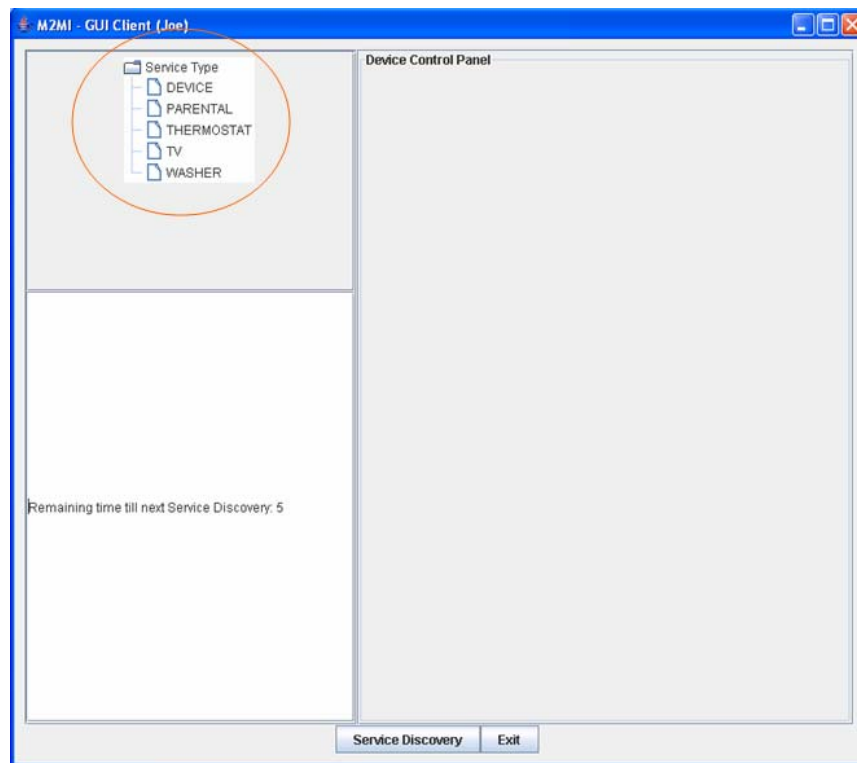 M2MI - GUI Client (Joe)
Service Type
DEVICE
PARENTAL
THERMOSTAT
TV
WASHER
Device Control Panel
Remaining time till next Service Discovery: 5
Service Discovery
Exit